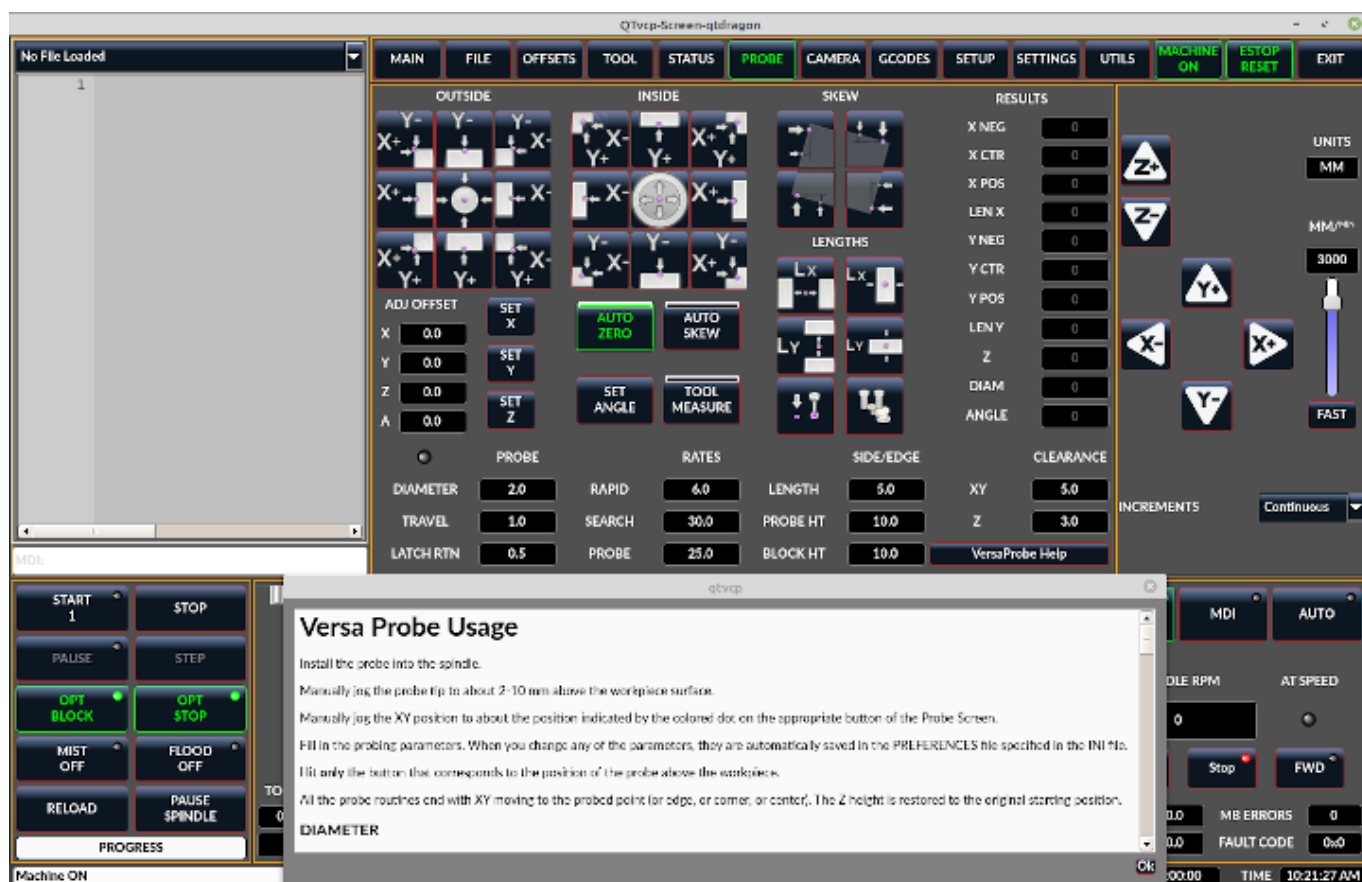 QTvcp-Screen-qtdragon
No File Loaded
MAIN FILE OFFSETS TOOL STATUS PROBE CAMERA GCODES SETUP SETTINGS UTILS MACHINE ON ESTOP RESET EXIT
1
OUTSIDE INSIDE SKEW RESULTS
Y- Y- Y-
X+ X- X- X-
Y+ Y+ Y+
X+ X- X- X+
Y- Y- Y-
X+ X- X- X+
Y+ Y+ Y+
X NEG 0
X CTR 0
X POS 0
LEN X 0
Y NEG 0
Y CTR 0
Y POS 0
LEN Y 0
Z 0
DIAM 0
ANGLE 0
LENGTHS
LX LX
LY LY
ADJ OFFSET
X 0.0
Y 0.0
Z 0.0
A 0.0
SET X
SET Y
SET Z
AUTO ZERO
AUTO SKEW
SET ANGLE
TOOL MEASURE
PROBE RATES SIDE/EDGE CLEARANCE
DIAMETER 2.0 RAPID 6.0 LENGTH 5.0 XY 5.0
TRAVEL 1.0 SEARCH 30.0 PROBE HT 10.0 Z 3.0
LATCH RTN 0.5 PROBE 25.0 BLOCK HT 10.0 VersaProbe Help
Z+
Z-
Y+
X- X+
Y-
UNITS
MM
MM/Min
3000
FAST
INCREMENTS Continuous
MDI:
START 1
STOP
PAUSE STEP
OPT BLOCK
OPT STOP
MIST OFF
FLOOD OFF
RELOAD
PAUSE SPINDLE
PROGRESS
Machine ON
qtvcp
Versa Probe Usage
Install the probe into the spindle.
Manually jog the probe tip to about 2-10 mm above the workpiece surface.
Manually jog the XY position to about the position indicated by the colored dot on the appropriate button of the Probe Screen.
Fill in the probing parameters. When you change any of the parameters, they are automatically saved in the PREFERENCES file specified in the INI file.
Hit only the button that corresponds to the position of the probe above the workpiece.
All the probe routines end with XY moving to the probed point (or edge, or corner, or center). The Z height is restored to the original starting position.
DIAMETER
Ok
MDI AUTO
DLE RPM AT SPEED
0
Stop FWD
0.0 MB ERRORS 0
0.0 FAULT CODE 0x0
:00:00 TIME 10:21:27 AM